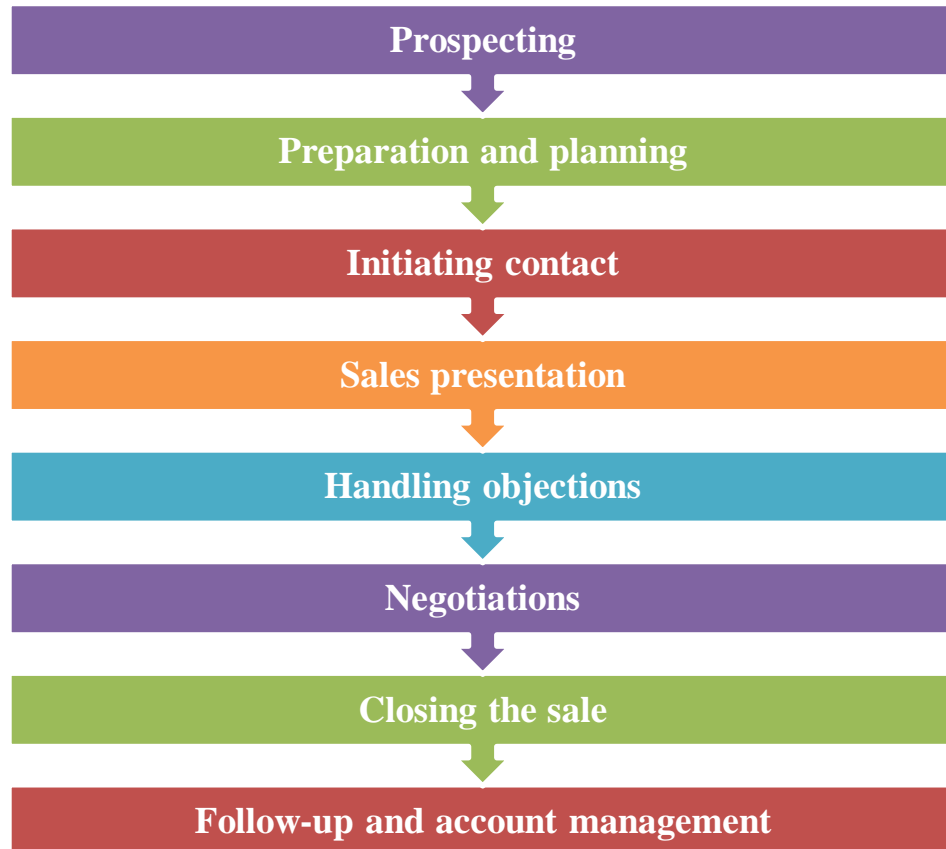 Prospecting
Preparation and planning
Initiating contact
Sales presentation
Handling objections
Negotiations
Closing the sale
Follow-up and account management